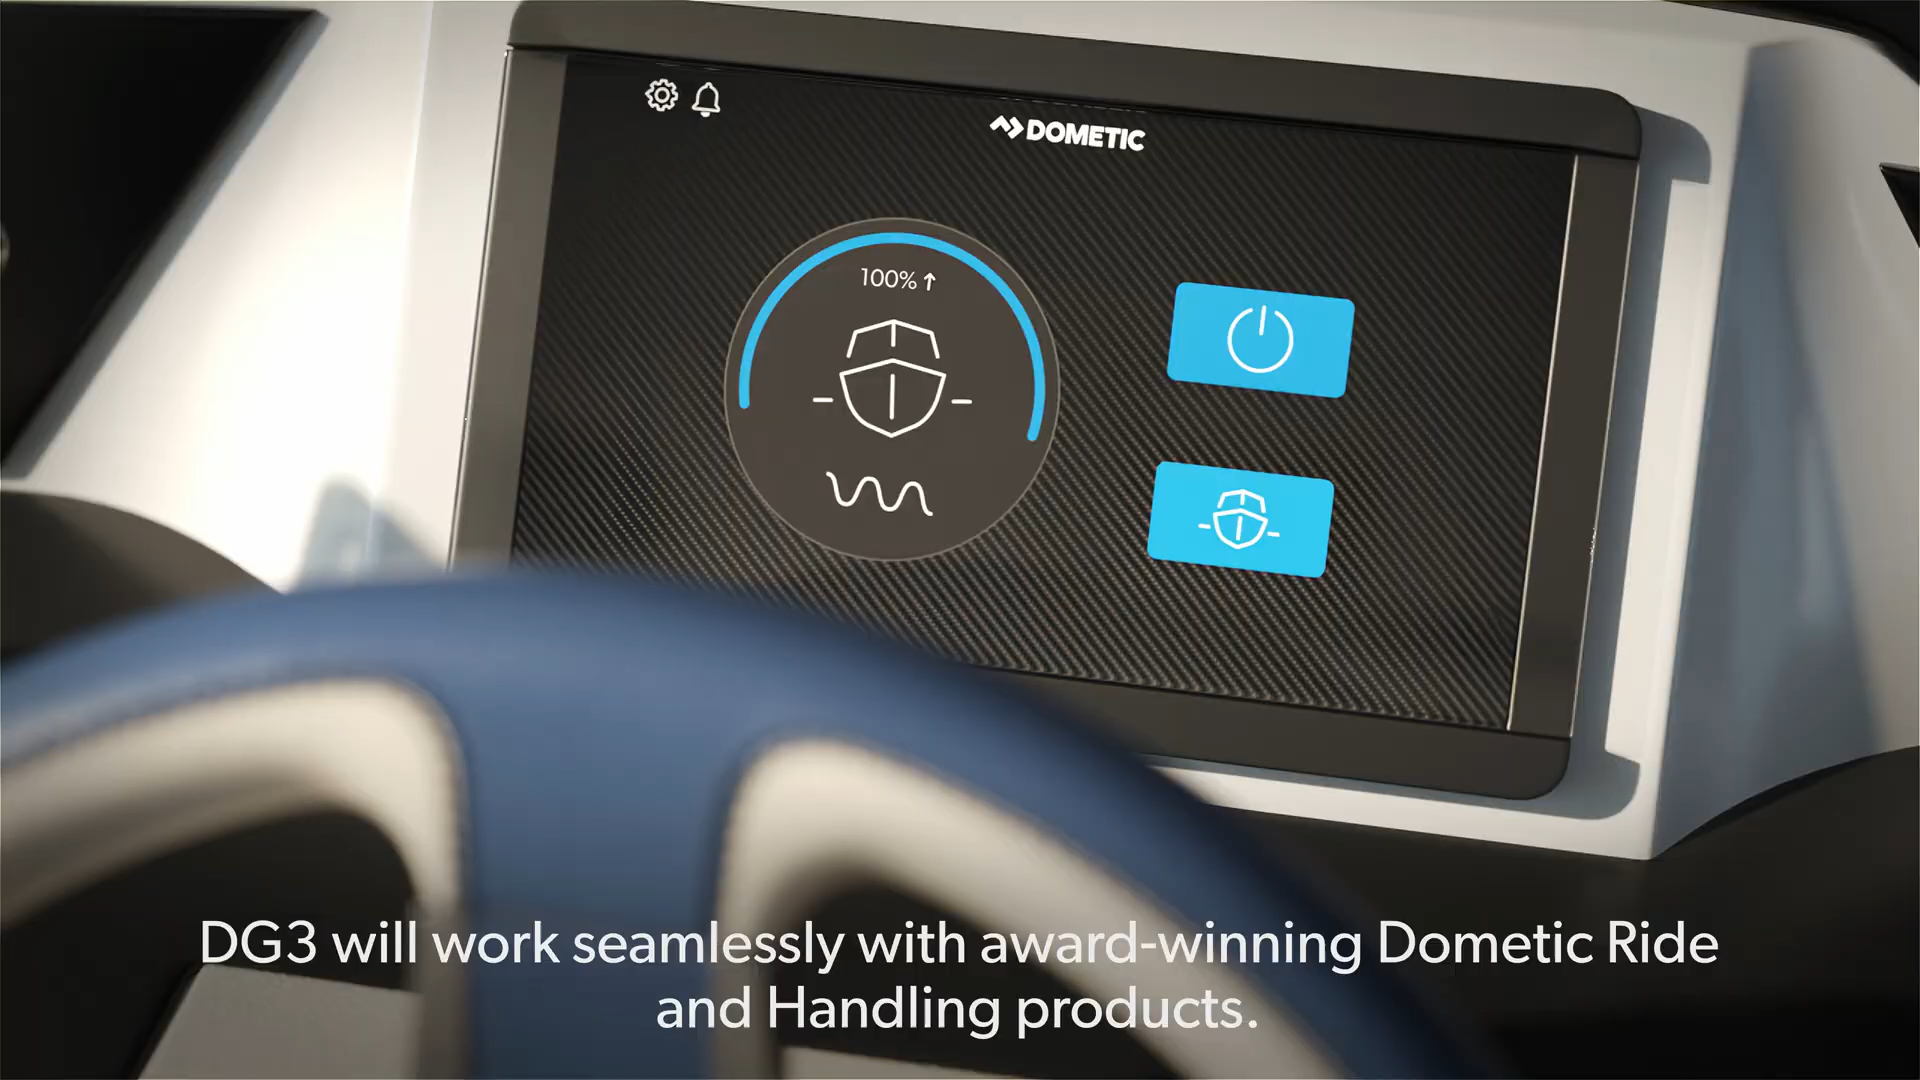 DOMETIC
100%↑
DG3 will work seamlessly with award-winning Dometic Ride
and Handling products.